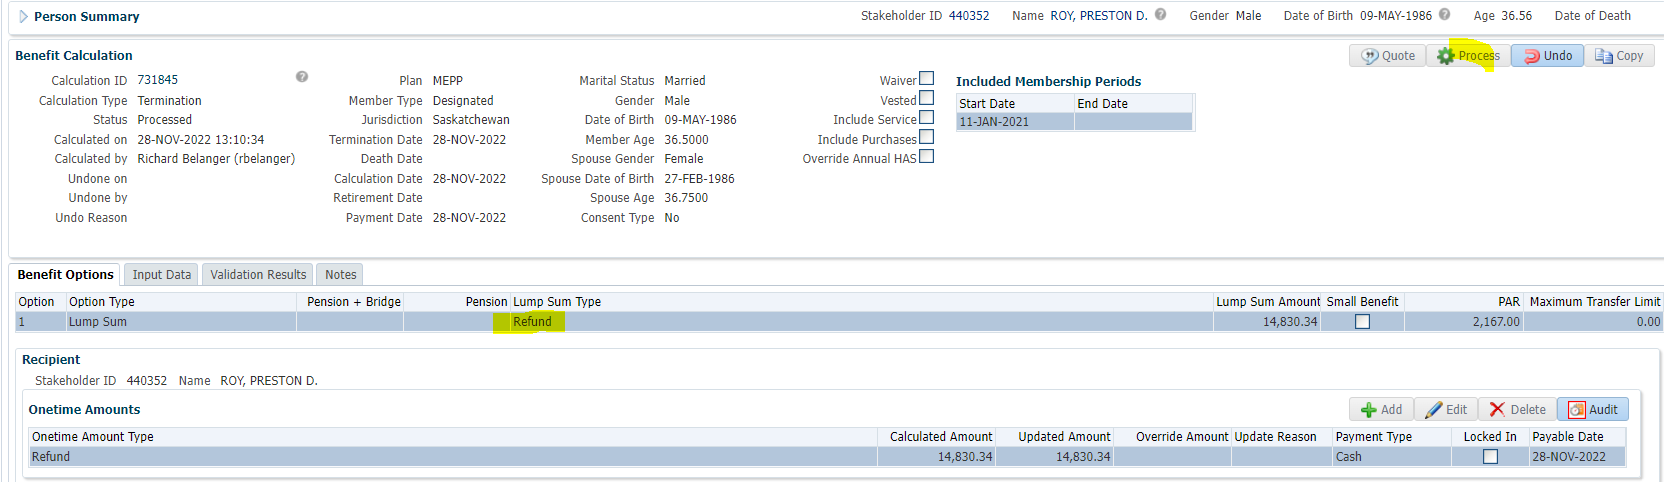 Person Summary Stakeholder ID 440352 Name ROY, PRESTON D. Gender Male Date of Birth 09-MAY-1986 Age 36.56 Date of Death
Benefit Calculation Quote Process Undo Copy
Calculation ID 731845 Plan MEPP Marital Status Married Waiver Included Membership Periods
Calculation Type Termination Member Type Designated Gender Male Vested Start Date End Date
Status Processed Jurisdiction Saskatchewan Date of Birth 09-MAY-1986 Include Service 11-JAN-2021
Calculated on 28-NOV-2022 13:10:34 Termination Date 28-NOV-2022 Member Age 36.5000 Include Purchases
Calculated by Richard Belanger (rbelanger) Death Date Spouse Gender Female Override Annual HAS
Undone on Calculation Date 28-NOV-2022 Spouse Date of Birth 27-FEB-1986
Undone by Retirement Date Spouse Age 36.7500
Undo Reason Payment Date 28-NOV-2022 Consent Type No
Benefit Options Input Data Validation Results Notes
Option Option Type Pension + Bridge Pension Lump Sum Type Lump Sum Amount Small Benefit PAR Maximum Transfer Limit
1 Lump Sum Refund 14,830.34 2,167.00 0.00
Recipient
Stakeholder ID 440352 Name ROY, PRESTON D.
Onetime Amounts Add Edit Delete Audit
Onetime Amount Type Calculated Amount Updated Amount Override Amount Update Reason Payment Type Locked In Payable Date
Refund 14,830.34 14,830.34 Cash 28-NOV-2022